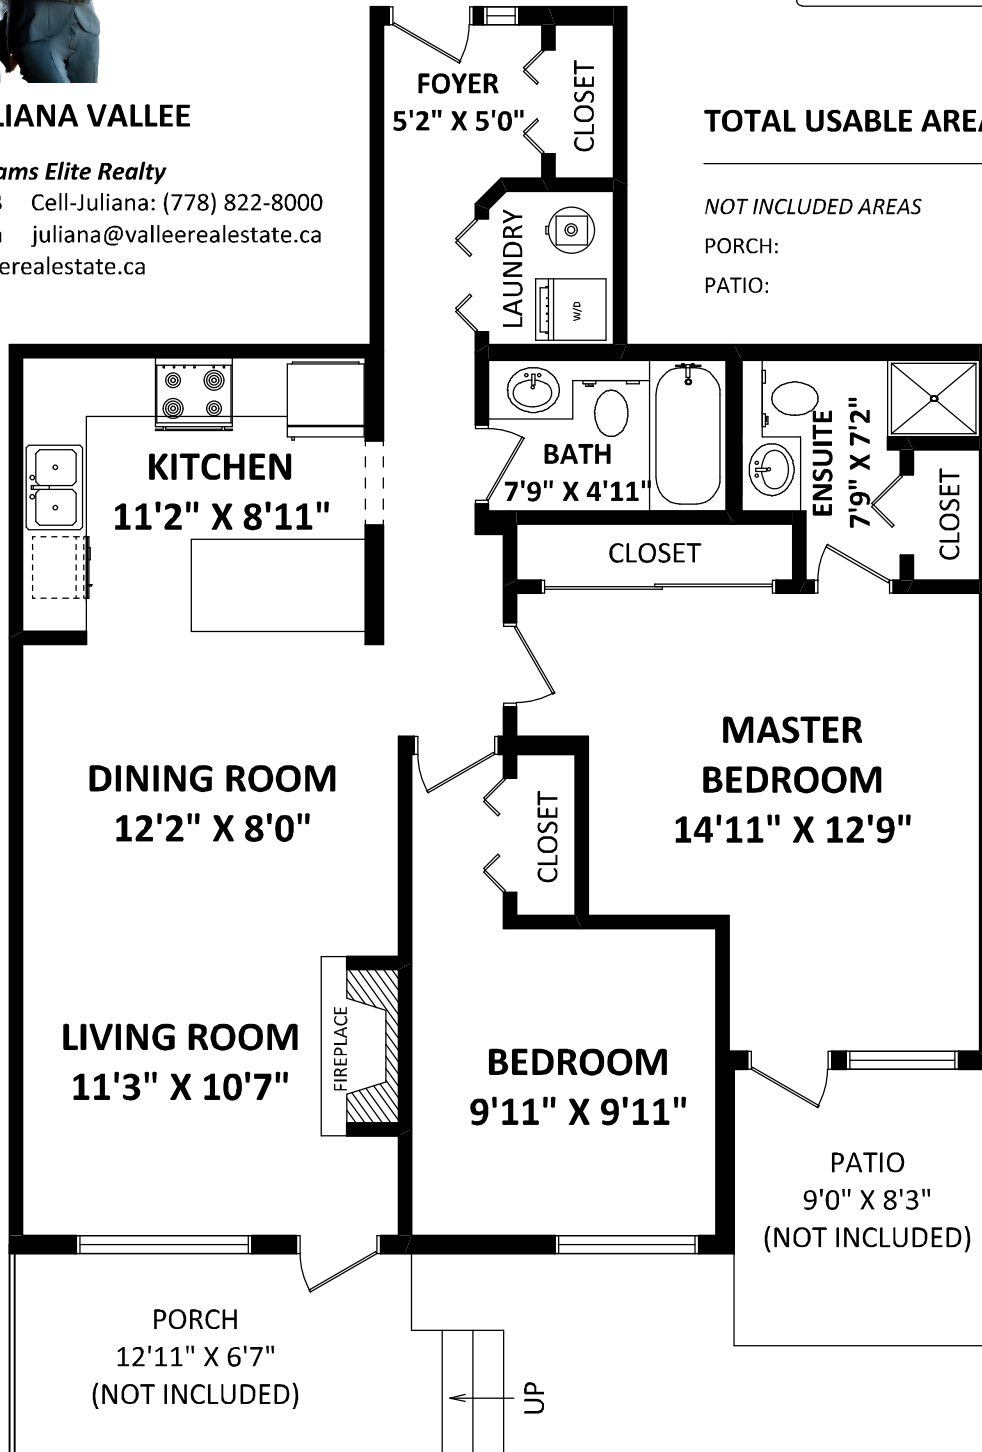 LIANA VALLEE
ams Elite Realty
Cell-Juliana: (778) 822-8000
juliana@valleerealestate.ca
erealestate.ca
TOTAL USABLE AREA
NOT INCLUDED AREAS
PORCH:
PATIO:
FOYER
5'2" X 5'0"
CLOSET
LAUNDRY
W/D
KITCHEN
11'2" X 8'11"
BATH
7'9" X 4'11"
ENSUITE
7'9" X 7'2"
CLOSET
CLOSET
MASTER
BEDROOM
14'11" X 12'9"
DINING ROOM
12'2" X 8'0"
CLOSET
LIVING ROOM
11'3" X 10'7"
FIREPLACE
BEDROOM
9'11" X 9'11"
PATIO
9'0" X 8'3"
(NOT INCLUDED)
PORCH
12'11" X 6'7"
(NOT INCLUDED)
UP